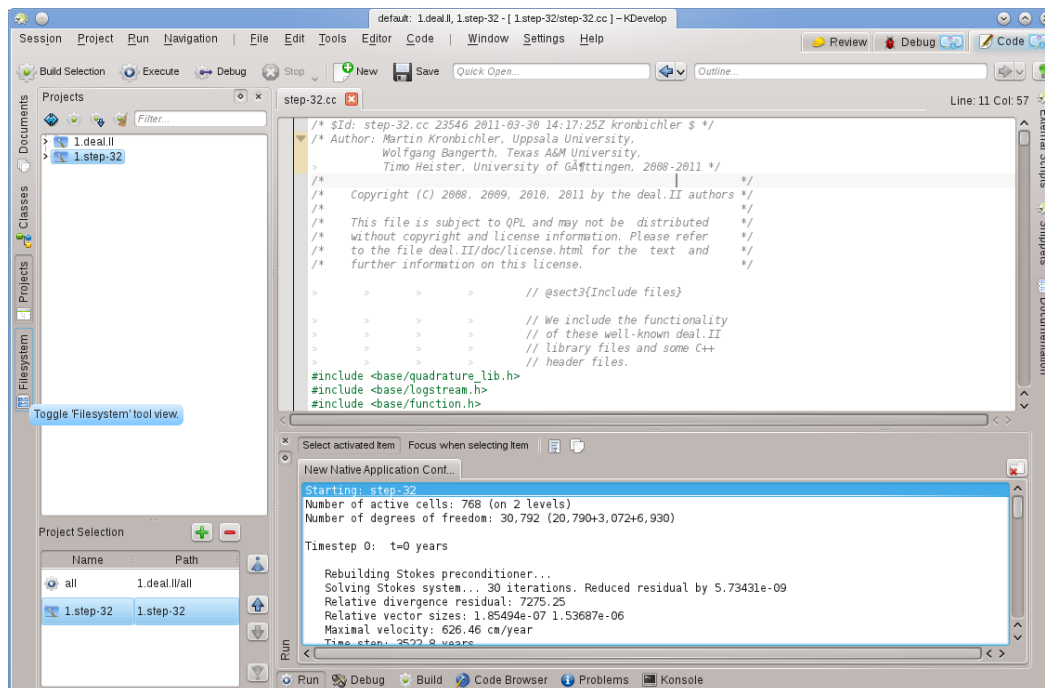 default: 1.deal.II, 1.step-32 - [ 1.step-32/step-32.cc ] – KDevelop
Session Project Run Navigation | File Edit Tools Editor Code | Window Settings Help
Review Debug Code
Build Selection Execute Debug Stop New Save Quick Open... Outline...
Projects
Filter...
1.deal.II
1.step-32
Documents
Classes
Projects
Filesystem
Toggle 'Filesystem' tool view.
Project Selection
Name Path
all 1.deal.II/all
1.step-32 1.step-32
step-32.cc
Line: 11 Col: 57
/* $Id: step-32.cc 23546 2011-03-30 14:17:25Z kronbichler $ */
/* Author: Martin Kronbichler, Uppsala University,
Wolfgang Bangerth, Texas A&M University,
» Timo Heister, University of GÃ¶ttingen, 2008-2011 */
/* */
/* Copyright (C) 2008, 2009, 2010, 2011 by the deal.II authors */
/* */
/* This file is subject to QPL and may not be distributed */
/* without copyright and license information. Please refer */
/* to the file deal.II/doc/license.html for the text and */
/* further information on this license. */
» » » » // @sect3{Include files}
» » » » // We include the functionality
» » » » // of these well-known deal.II
» » » » // library files and some C++
» » » » // header files.
#include <base/quadrature_lib.h>
#include <base/logstream.h>
#include <base/function.h>
External Scripts
Snippets
Documentation
Select activated Item Focus when selecting Item
New Native Application Conf...
Starting: step-32
Number of active cells: 768 (on 2 levels)
Number of degrees of freedom: 30,792 (20,790+3,072+6,930)
Timestep 0: t=0 years
Rebuilding Stokes preconditioner...
Solving Stokes system... 30 iterations. Reduced residual by 5.73431e-09
Relative divergence residual: 7275.25
Relative vector sizes: 1.85494e-07 1.53687e-06
Maximal velocity: 626.46 cm/year
Time step: 3522.8 years
Run
Run Debug Build Code Browser Problems Konsole